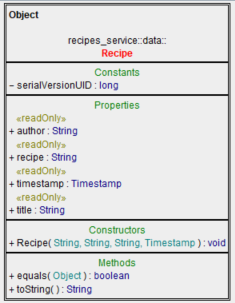 Object
recipes_service::data::
Recipe
Constants
− serialVersionUID : long
Properties
«readOnly»
+ author : String
«readOnly»
+ recipe : String
«readOnly»
+ timestamp : Timestamp
«readOnly»
+ title : String
Constructors
+ Recipe( String, String, String, Timestamp ) : void
Methods
+ equals( Object ) : boolean
+ toString( ) : String